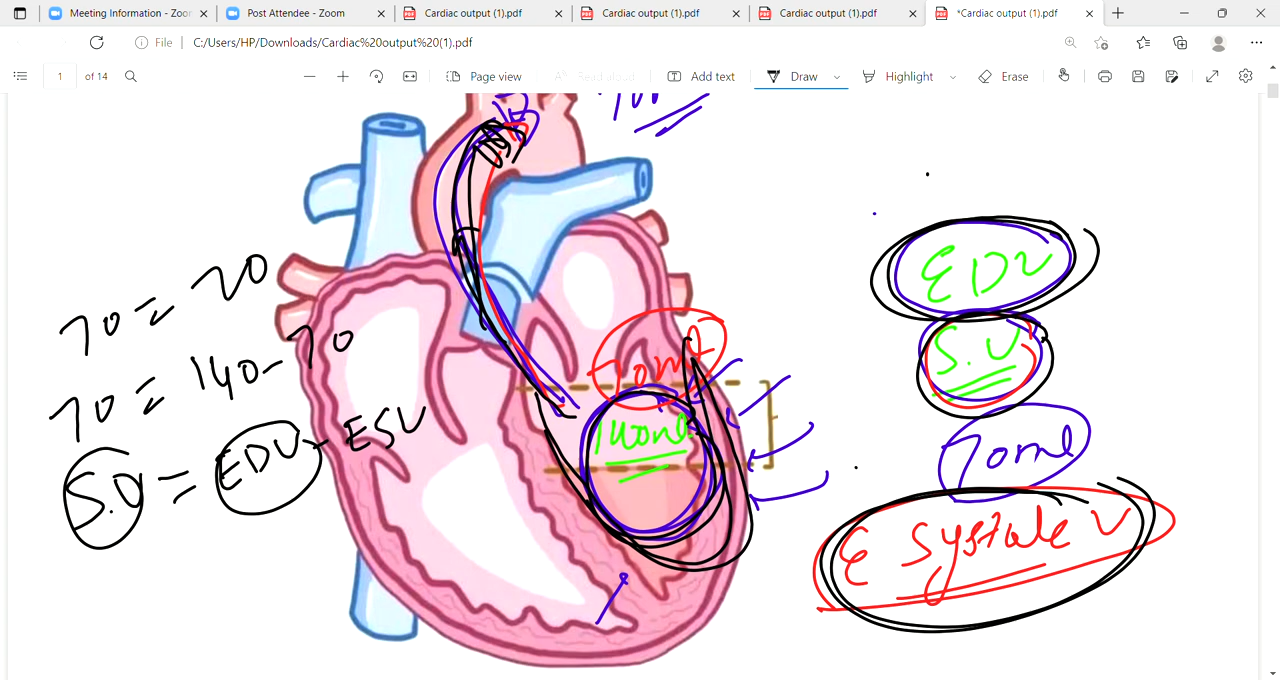 Meeting Information - Zoor
Post Attendee - Zoom
Cardiac output (1).pdf
Cardiac output (1).pdf
Cardiac output (1).pdf
*Cardiac output (1).pdf
File
C:/Users/HP/Downloads/Cardiac%20output%20(1).pdf
1 of 14
Page view
Read aloud
Add text
Draw
Highlight
Erase
EDV
S.V
70ml
E Systole V
70ml
140ml
70 = 70
70 = 140-70
S.V = EDV - ESV